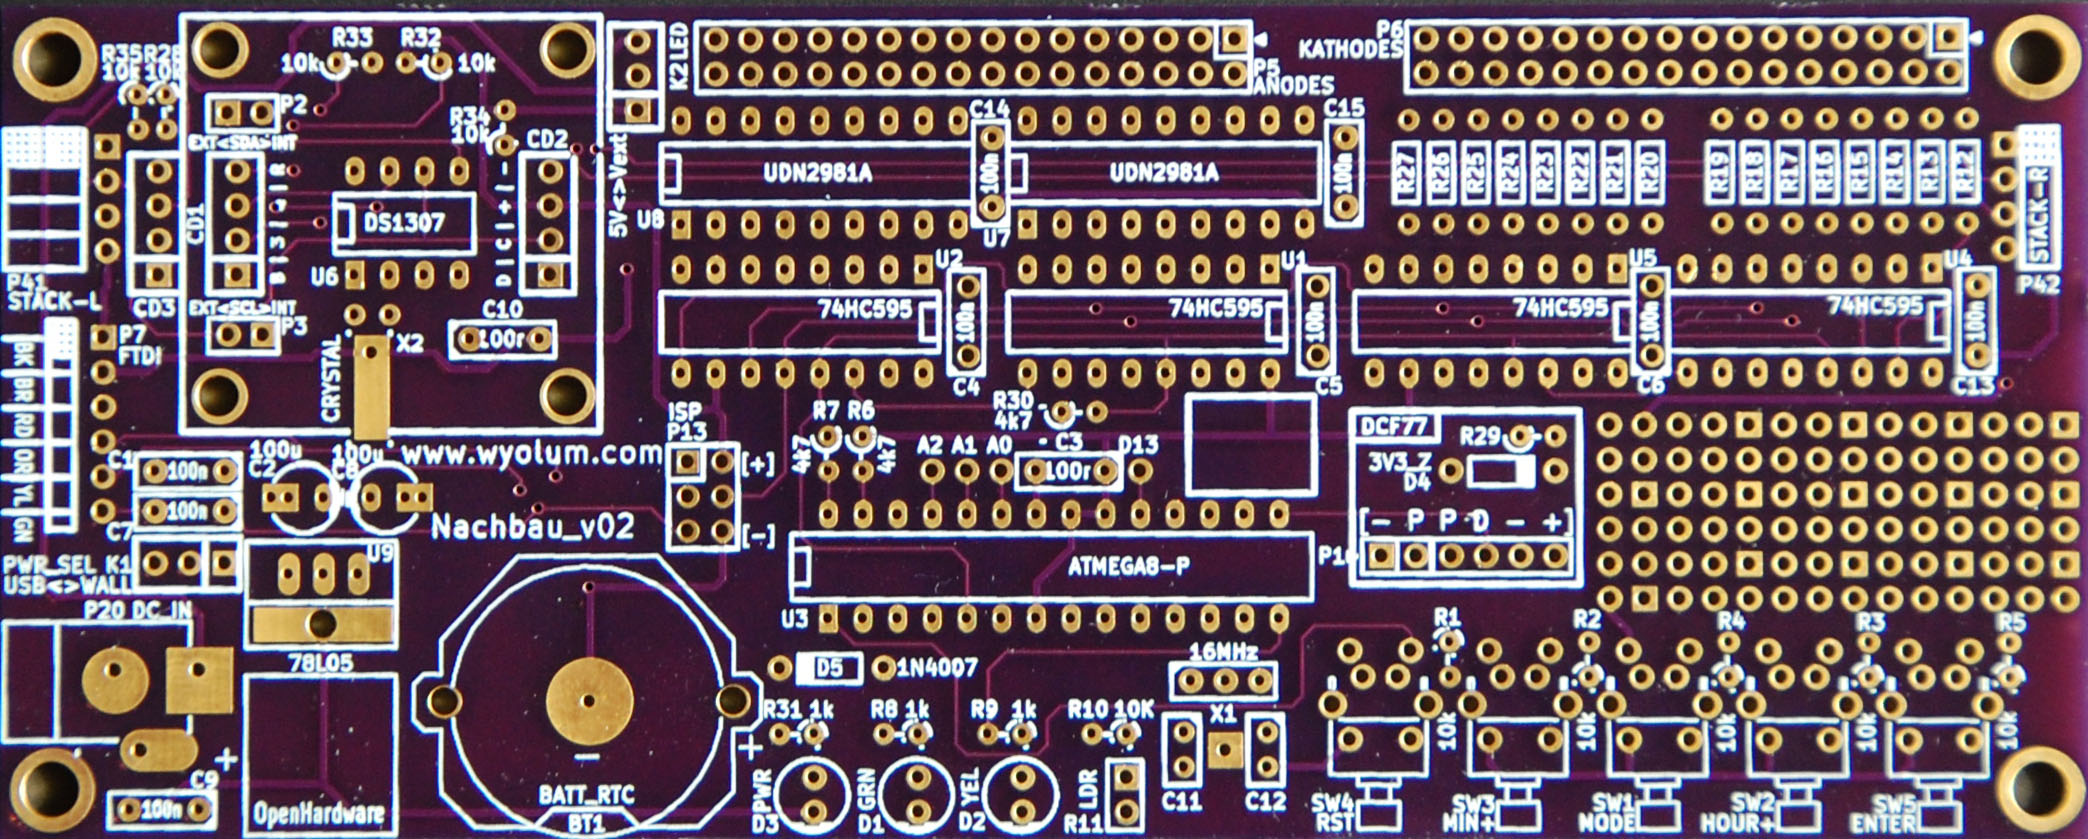 R35 R28
10k 10k
R33 R32
10k 10k
K2 LED
5V<>Vext
P5
ANODES
P6
KATHODES
P2
EXT<SDA>INT
R34
10k
CD2
C14
100n
C15
100n
UDN2981A
UDN2981A
U8
U7
R27 R26 R25 R24 R23 R22 R21 R20
R19 R18 R17 R16 R15 R14 R13 R12
STACK-R
P42
CD1
CD3
DS1307
U6
P41
STACK-L
EXT<SCL>INT
P3
C10
X2
CRYSTAL
U2
U1
U5
U4
74HC595
74HC595
74HC595
74HC595
100n
100n
100n
100n
C4
C5
C6
C13
P7
FTDI
BK BR RD OR YL GN
ISP
P13
[+]
[-]
R7 R6
4k7 4k7
R30
4k7
A2 A1 A0
C3
D13
DCF77
R29
3V3_Z
D4
[- P P D - +]
100u
C2
100u
www.wyolum.com
C1
100n
100n
C7
Nachbau_v02
PWR_SEL K1
USB<>WALL
U9
ATMEGA8-P
U3
P20 DC_IN
78L05
D5
1N4007
16MHz
X1
R1 R2 R4 R3 R5
10k 10k 10k 10k 10k
R31 1k
R8 1k
R9 1k
R10 10K
+
+
C9
100n
OpenHardware
BATT_RTC
BT1
PWR
D3
GRN
D1
YEL
D2
LDR
R11
C11
C12
SW4
RST
SW3
MIN+
SW1
MODE
SW2
HOUR+
SW5
ENTER